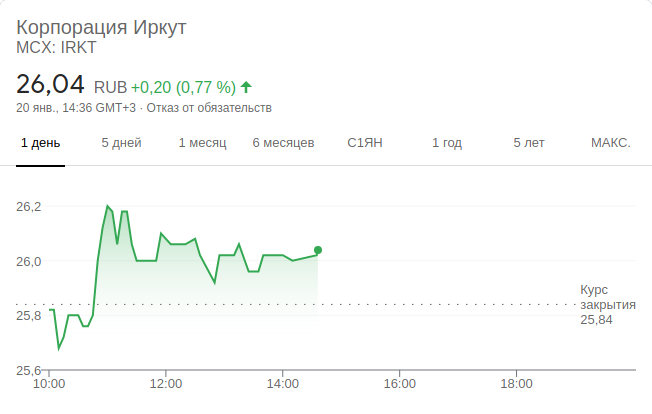 Корпорация Иркут
MCX: IRKT
26,04 RUB +0,20 (0,77 %)
20 янв., 14:36 GMT+3 · Отказ от обязательств
1 день 5 дней 1 месяц 6 месяцев С1ЯН 1 год 5 лет МАКС.
26,2
26,0
Курс
закрытия
25,84
25,8
25,6
10:00 12:00 14:00 16:00 18:00